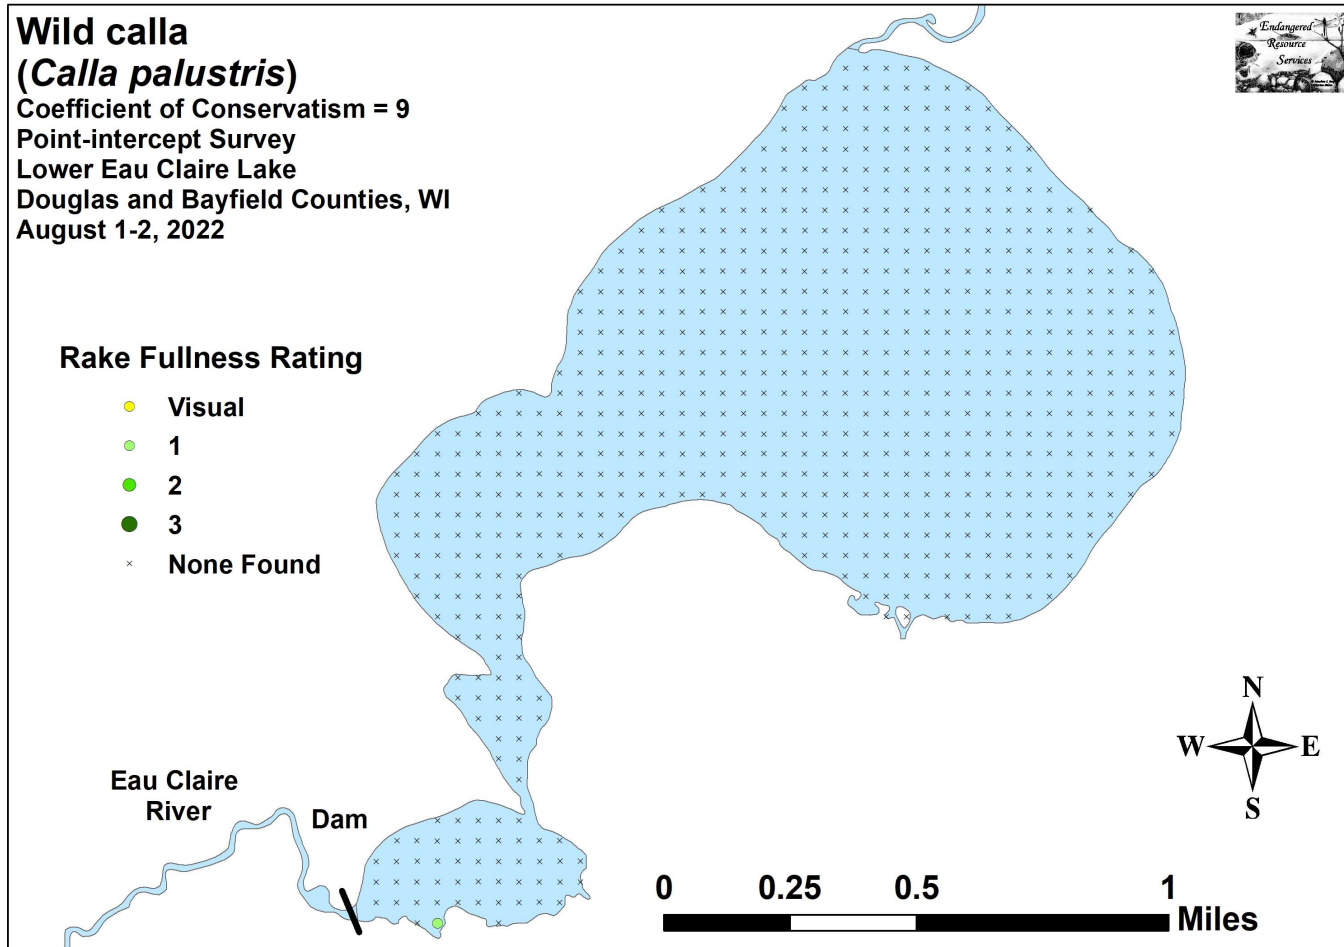 Wild calla
(Calla palustris)
Coefficient of Conservatism = 9
Point-intercept Survey
Lower Eau Claire Lake
Douglas and Bayfield Counties, WI
August 1-2, 2022
Endangered
Resource
Services
Rake Fullness Rating
Visual
1
2
3
None Found
N
W E
S
Eau Claire
River
Dam
0 0.25 0.5 1
Miles